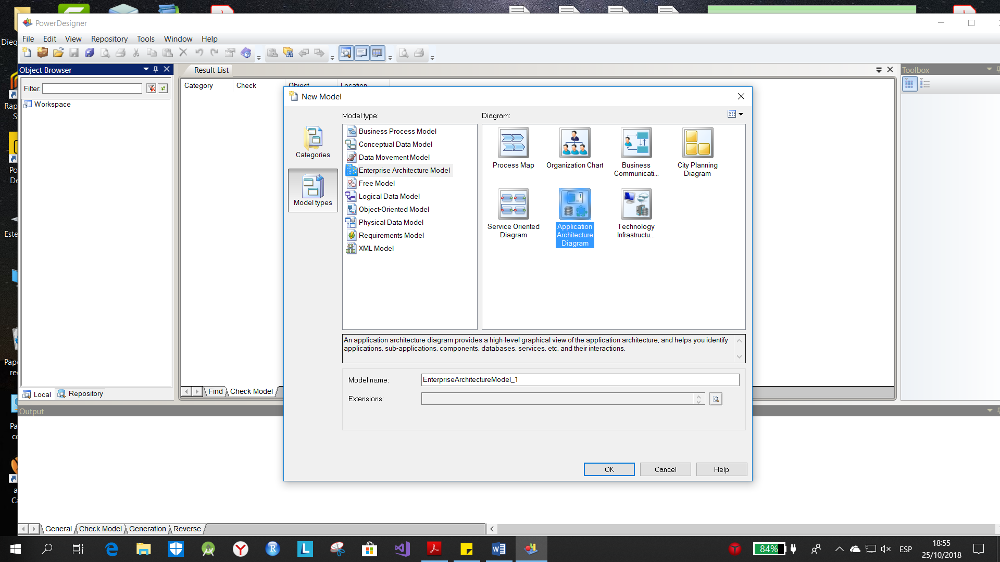 PowerDesigner
File Edit View Repository Tools Window Help
Object Browser
Result List
Toolbox
Filter:
Category Check Object Location
Workspace
New Model
Model type:
Diagram:
Categories
Model types
Business Process Model
Conceptual Data Model
Data Movement Model
Enterprise Architecture Model
Free Model
Logical Data Model
Object-Oriented Model
Physical Data Model
Requirements Model
XML Model
Process Map
Organization Chart
Business
Communicati...
City Planning
Diagram
Service Oriented
Diagram
Application
Architecture
Diagram
Technology
Infrastructu...
An application architecture diagram provides a high-level graphical view of the application architecture, and helps you identify
applications, sub-applications, components, databases, services, etc, and their interactions.
Model name: EnterpriseArchitectureModel_1
Extensions:
OK Cancel Help
Local Repository
Find Check Model
Output
General Check Model Generation Reverse
Dieg
Rap
S
Po
De
Este
Pap
re
Pa
co
a
Ca
84%
ESP
18:55
25/10/2018